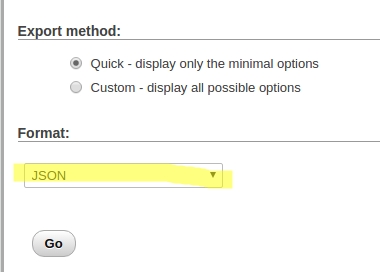 Export method:
Quick - display only the minimal options
Custom - display all possible options
Format:
JSON
Go